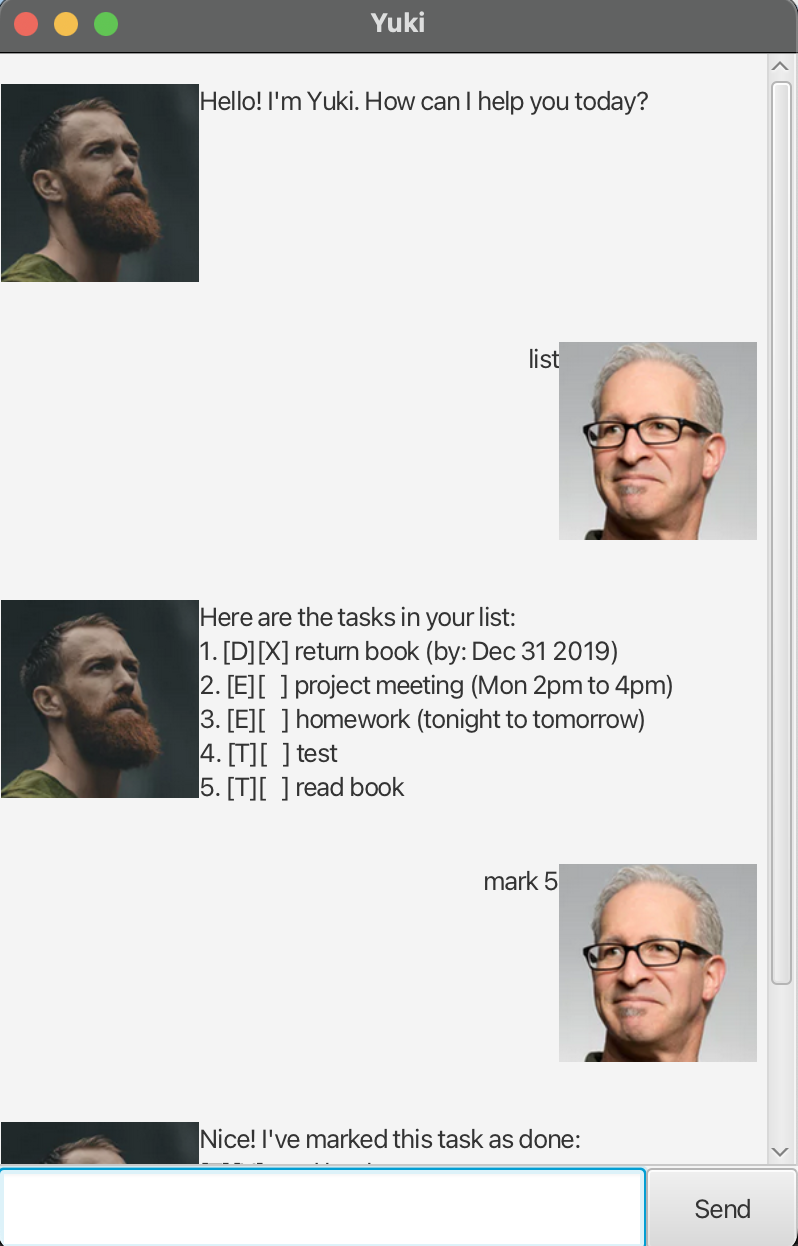 Yuki
Hello! I'm Yuki. How can I help you today?
list
Here are the tasks in your list:
1. [D][X] return book (by: Dec 31 2019)
2. [E][ ] project meeting (Mon 2pm to 4pm)
3. [E][ ] homework (tonight to tomorrow)
4. [T][ ] test
5. [T][ ] read book
mark 5
Nice! I've marked this task as done:
Send